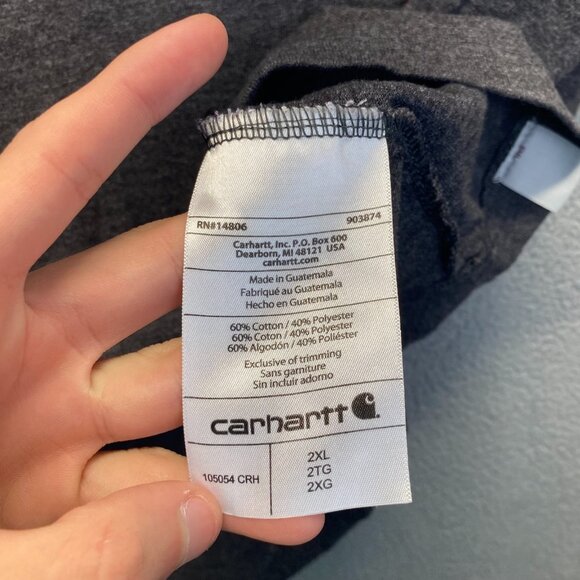 RN#14806 903874
Carhartt, Inc. P.O. Box 600
Dearborn, MI 48121 USA
carhartt.com
Made in Guatemala
Fabriqué au Guatemala
Hecho en Guatemala
60% Cotton / 40% Polyester
60% Coton / 40% Polyester
60% Algodón / 40% Poliéster
Exclusive of trimming
Sans garniture
Sin incluir adorno
carhartt
105054 CRH
2XL
2TG
2XG